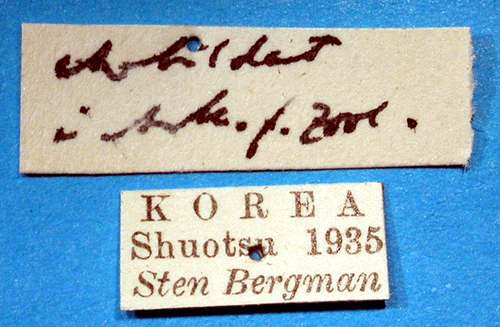 avbildat
i Ark. f. Zool.
KOREA
Shuotsu 1935
Sten Bergman